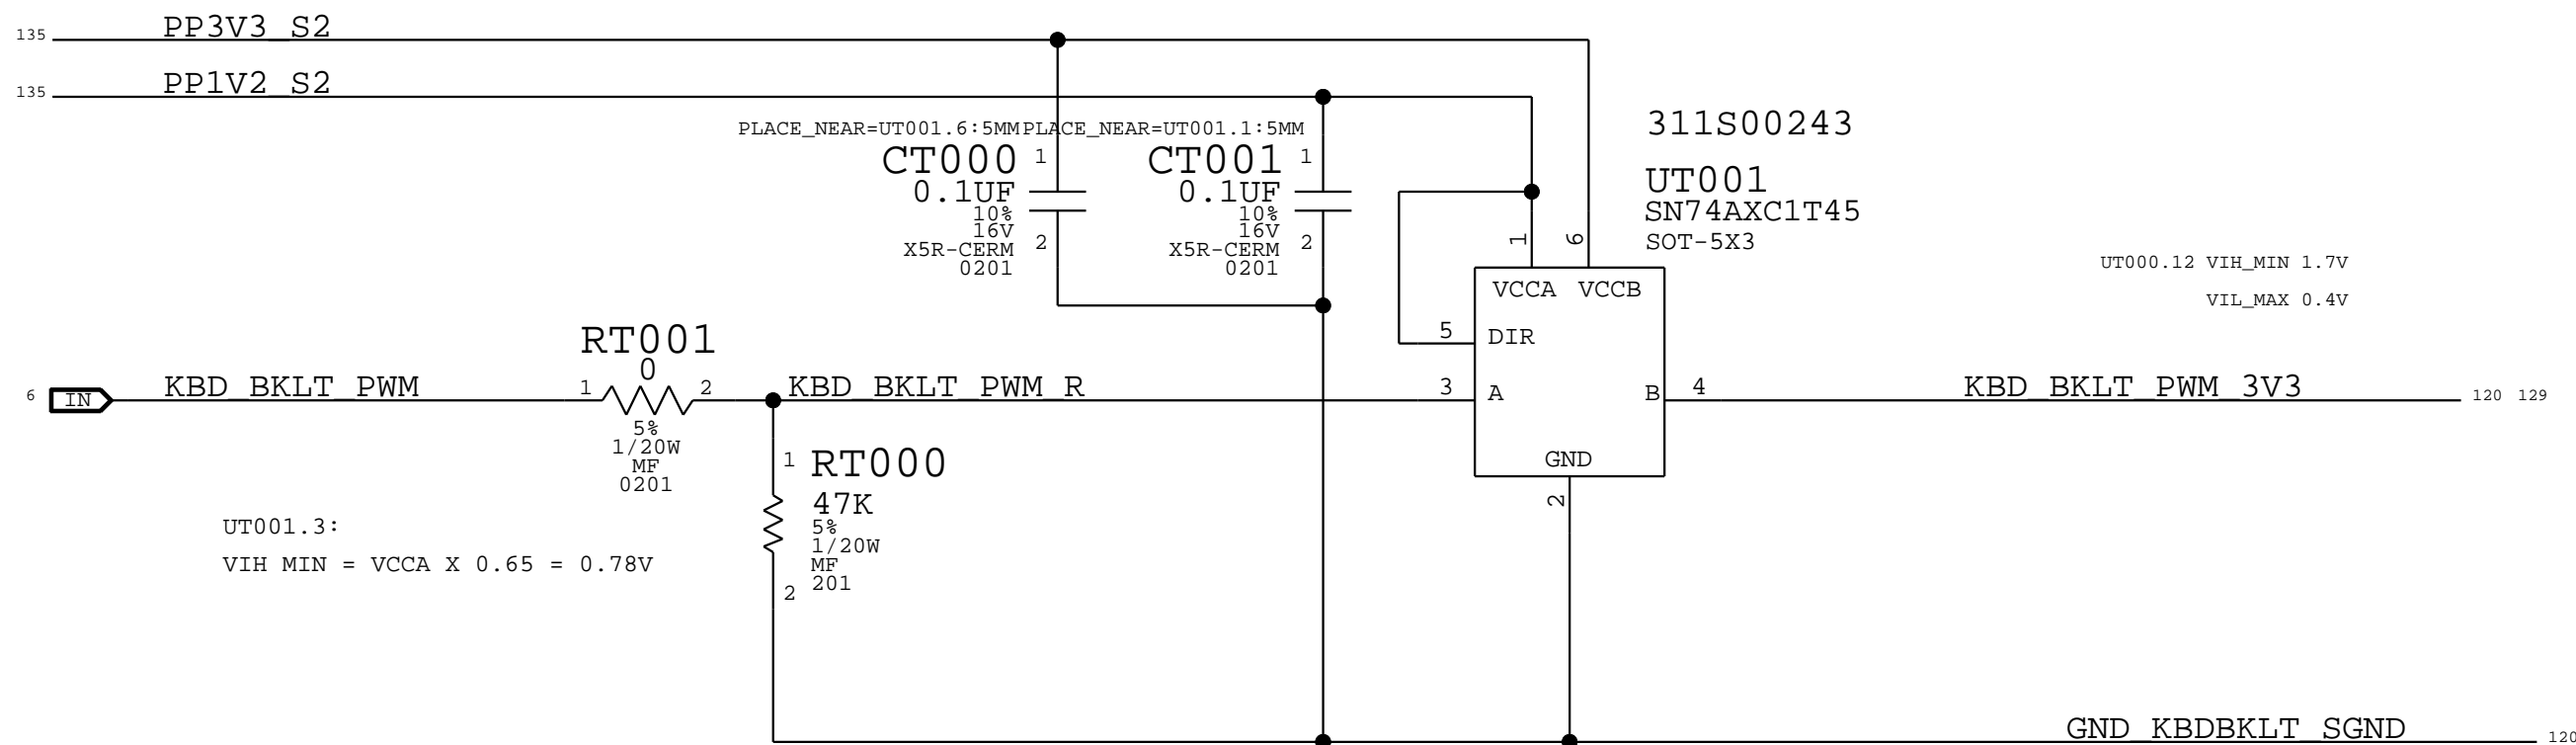 135 PP3V3_S2
135 PP1V2_S2
PLACE_NEAR=UT001.6:5MM PLACE_NEAR=UT001.1:5MM
CT000 1
0.1UF
10%
16V
X5R-CERM 2
0201
CT001 1
0.1UF
10%
16V
X5R-CERM 2
0201
311S00243
UT001
SN74AXC1T45
SOT-5X3
1 6
VCCA VCCB
5 DIR
3 A
B 4
GND
2
UT000.12 VIH_MIN 1.7V
VIL_MAX 0.4V
RT001
0
6 IN KBD_BKLT_PWM 1 2 KBD_BKLT_PWM_R
5%
1/20W
MF
0201
KBD_BKLT_PWM_3V3 120 129
1 RT000
47K
5%
1/20W
MF
201
2
UT001.3:
VIH MIN = VCCA X 0.65 = 0.78V
GND_KBDBKLT_SGND 120